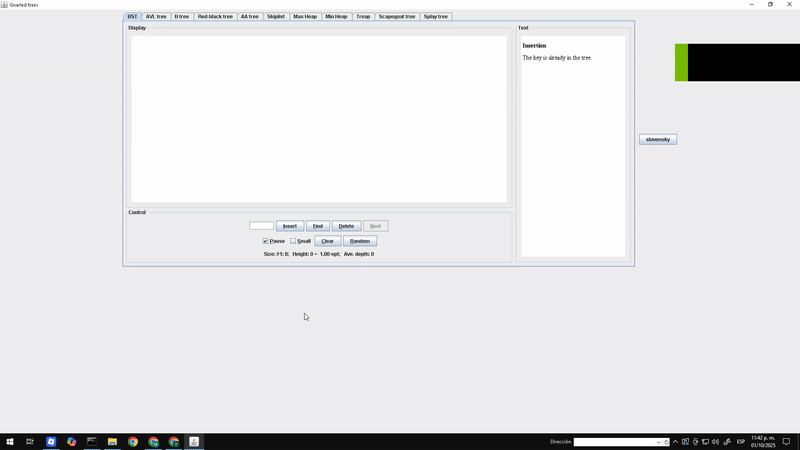 Gnarled trees
BST AVL tree B tree Red-black tree AA tree Skiplist Max Heap Min Heap Treap Scapegoat tree Splay tree
Display
Text
Insertion
The key is already in the tree.
slovensky
Control
Insert Find Delete Next
Pause Small Clear Random
Size: #1: 0; Height: 0 = 1.00·opt; Ave. depth: 0
Dirección
ESP
11:42 p. m.
01/10/2025